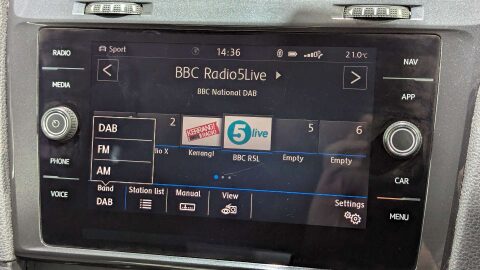 RADIO
MEDIA
PHONE
VOICE
NAV
APP
CAR
MENU
Sport 14:36 21.0°C
< BBC Radio5Live >
BBC National DAB
2 5 6
KERRANG! RADIO
5 live
io X Kerrang! BBC R5L Empty Empty
DAB
FM
AM
Band Station list Manual View Settings
DAB